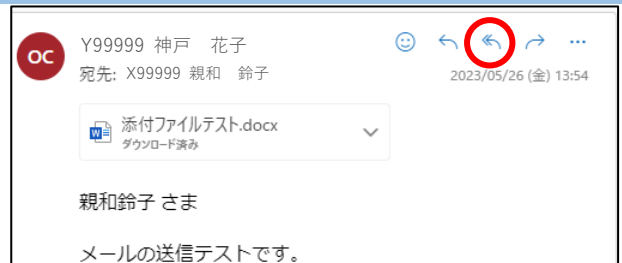 OC
Y99999 神戸　花子
宛先: X99999 親和　鈴子
2023/05/26 (金) 13:54
添付ファイルテスト.docx
ダウンロード済み
親和鈴子 さま
メールの送信テストです。